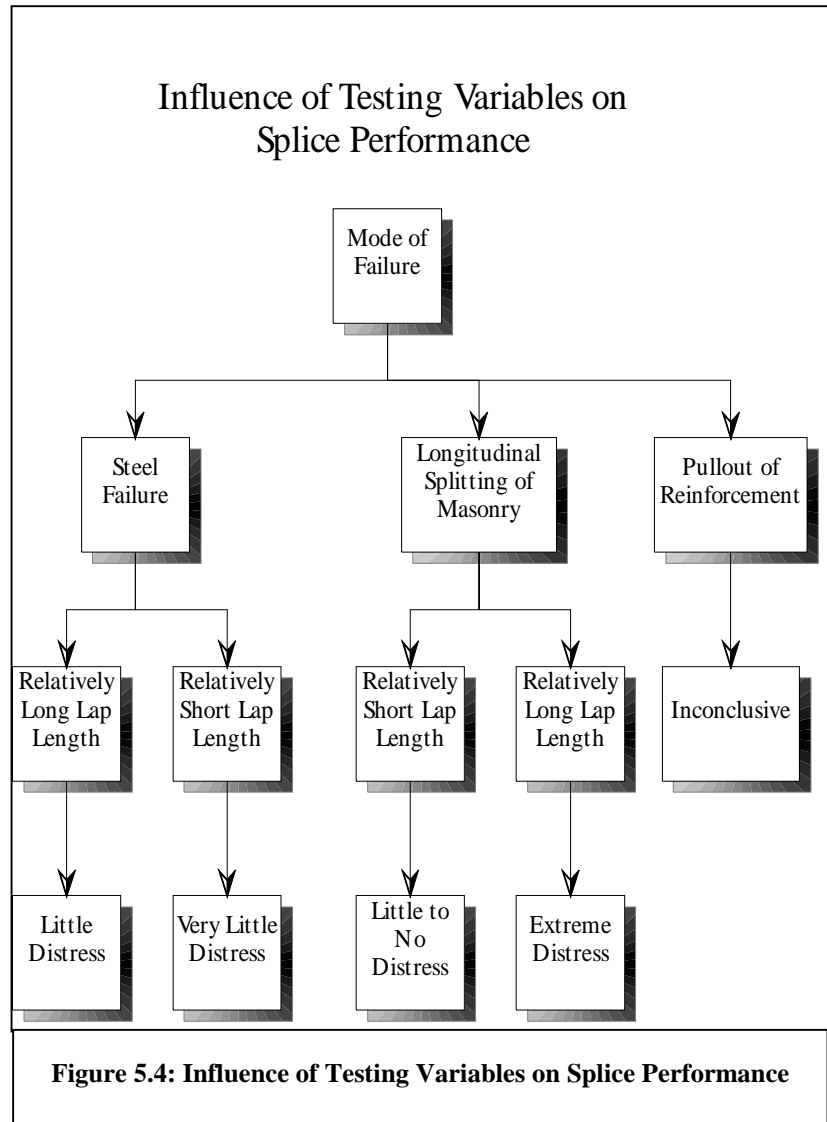 Influence of Testing Variables on
Splice Performance
Mode of
Failure
Steel
Failure
Longitudinal
Splitting of
Masonry
Pullout of
Reinforcement
Relatively
Long Lap
Length
Relatively
Short Lap
Length
Relatively
Short Lap
Length
Relatively
Long Lap
Length
Inconclusive
Little
Distress
Very Little
Distress
Little to
No
Distress
Extreme
Distress
Figure 5.4: Influence of Testing Variables on Splice Performance